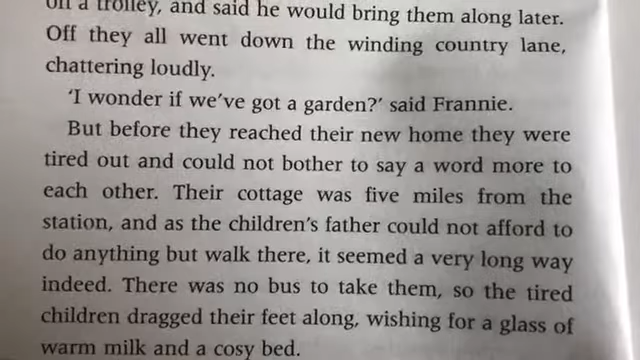 on a trolley, and said he would bring them along later.
Off they all went down the winding country lane,
chattering loudly.
‘I wonder if we’ve got a garden?’ said Frannie.
But before they reached their new home they were
tired out and could not bother to say a word more to
each other. Their cottage was five miles from the
station, and as the children’s father could not afford to
do anything but walk there, it seemed a very long way
indeed. There was no bus to take them, so the tired
children dragged their feet along, wishing for a glass of
warm milk and a cosy bed.